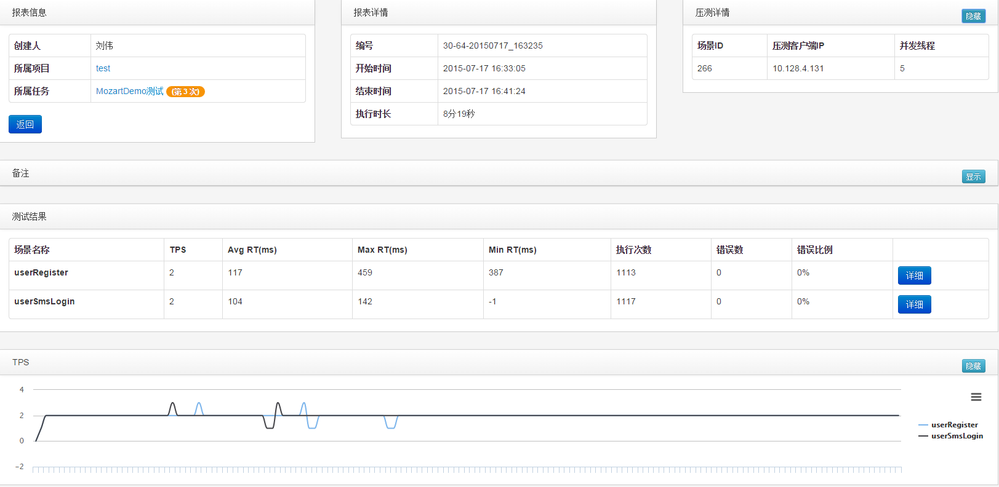 报表信息
创建人 刘伟
所属项目 test
所属任务 MozartDemo测试 (第 3 次)
返回
报表详情
编号 30-64-20150717_163235
开始时间 2015-07-17 16:33:05
结束时间 2015-07-17 16:41:24
执行时长 8分19秒
压测详情 隐藏
场景ID 压测客户端IP 并发线程
266 10.128.4.131 5
备注 显示
测试结果
场景名称 TPS Avg RT(ms) Max RT(ms) Min RT(ms) 执行次数 错误数 错误比例
userRegister 2 117 459 387 1113 0 0% 详细
userSmsLogin 2 104 142 -1 1117 0 0% 详细
TPS 隐藏
4
2
0
−2
userRegister
userSmsLogin